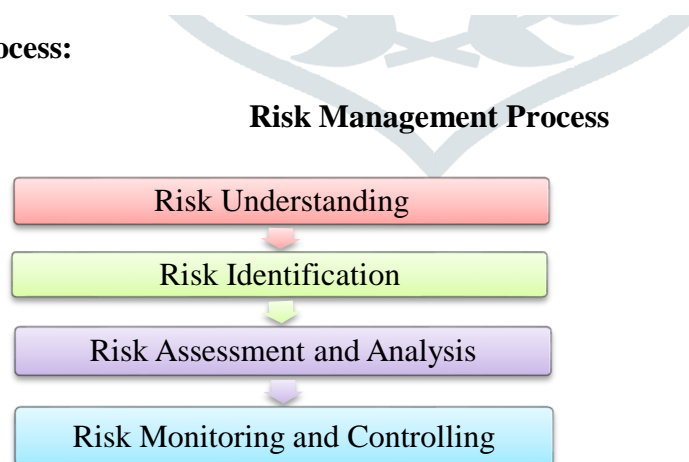 ocess:
Risk Management Process
Risk Understanding
Risk Identification
Risk Assessment and Analysis
Risk Monitoring and Controlling